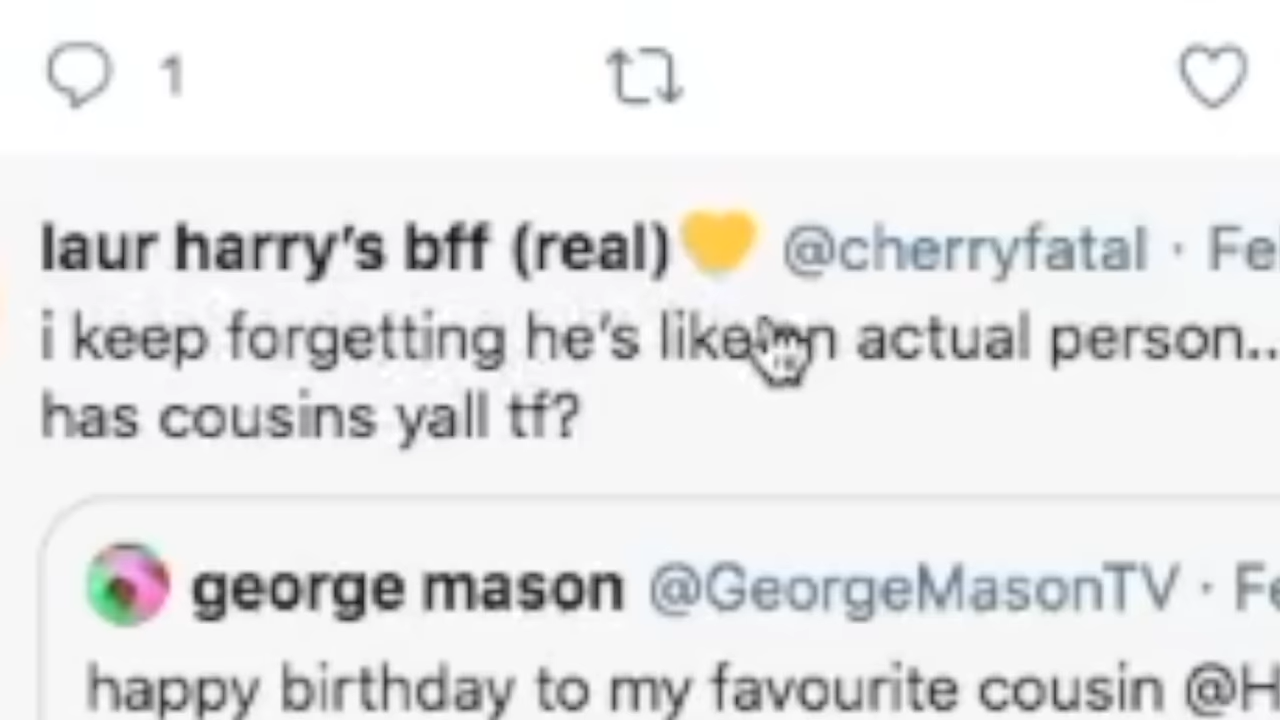 1
laur harry's bff (real)💛 @cherryfatal · Fe
i keep forgetting he's like n actual person..
has cousins yall tf?
george mason @GeorgeMasonTV · Fe
happy birthday to my favourite cousin @H